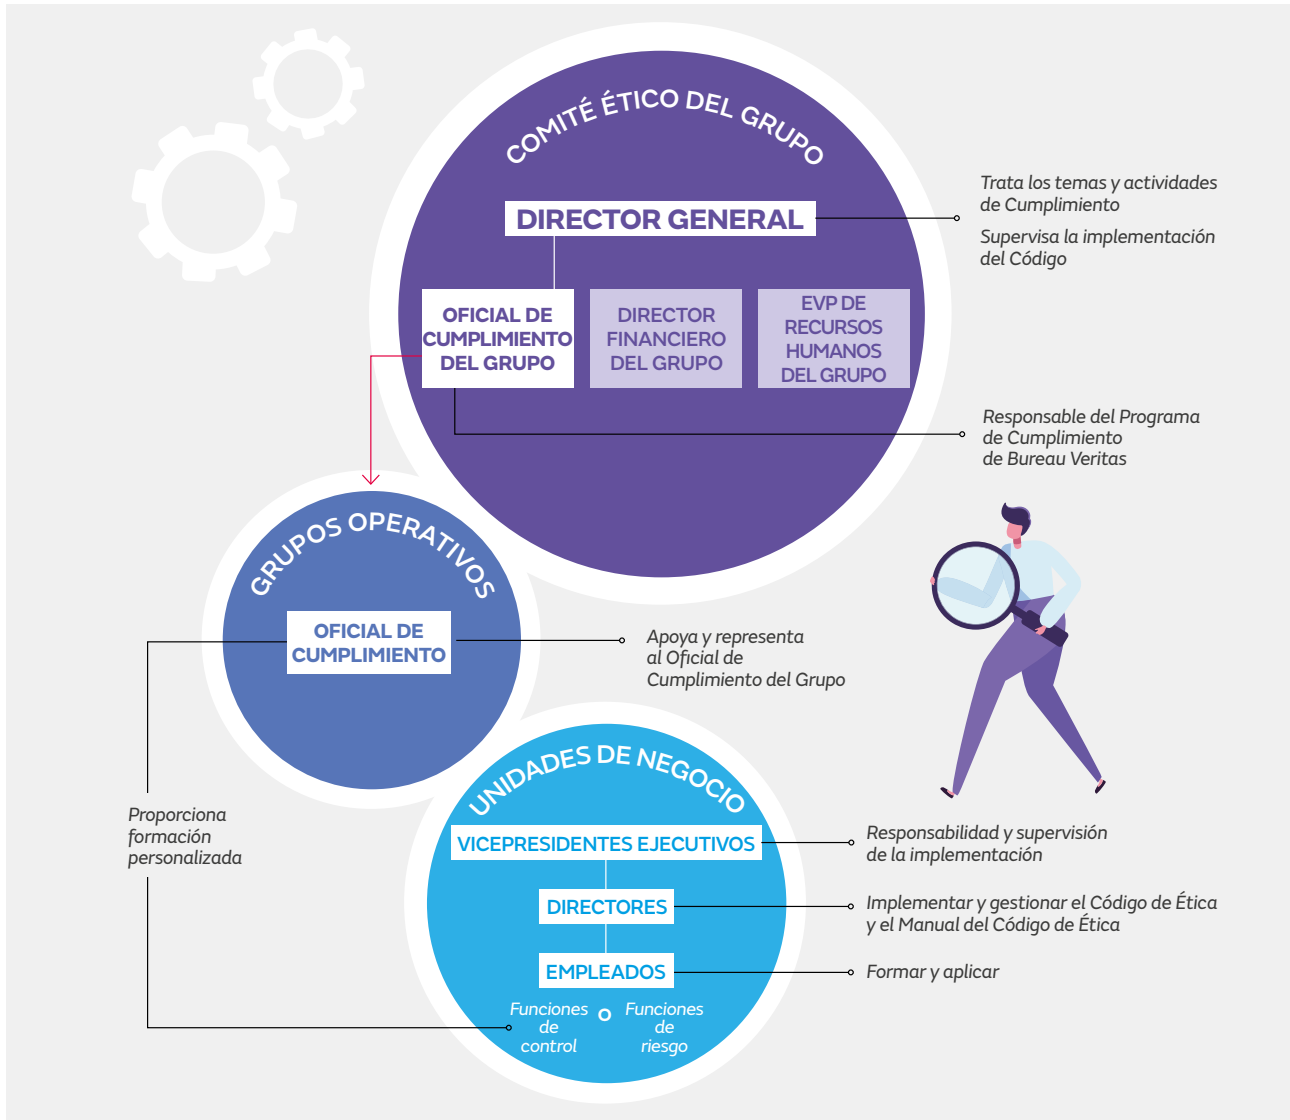 COMITÉ ÉTICO DEL GRUPO
DIRECTOR GENERAL
Trata los temas y actividades
de Cumplimiento
Supervisa la implementación
del Código
OFICIAL DE
CUMPLIMIENTO
DEL GRUPO
DIRECTOR
FINANCIERO
DEL GRUPO
EVP DE
RECURSOS
HUMANOS
DEL GRUPO
Responsable del Programa
de Cumplimiento
de Bureau Veritas
GRUPOS OPERATIVOS
OFICIAL DE
CUMPLIMIENTO
Apoya y representa
al Oficial de
Cumplimiento del Grupo
Proporciona
formación
personalizada
UNIDADES DE NEGOCIO
VICEPRESIDENTES EJECUTIVOS
Responsabilidad y supervisión
de la implementación
DIRECTORES
Implementar y gestionar el Código de Ética
y el Manual del Código de Ética
EMPLEADOS
Formar y aplicar
Funciones
de
control
O
Funciones
de
riesgo